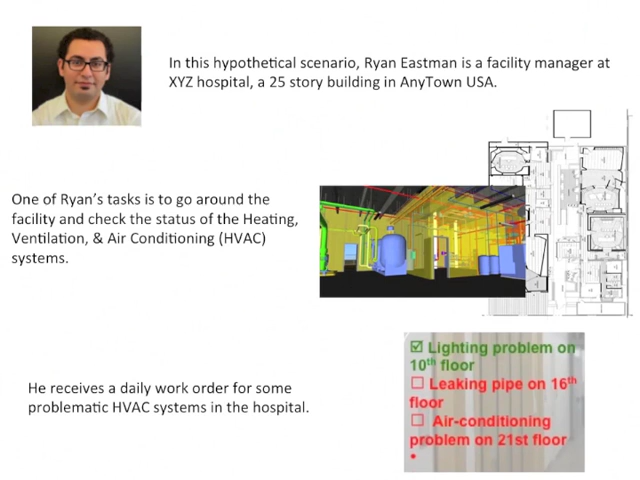 In this hypothetical scenario, Ryan Eastman is a facility manager at
XYZ hospital, a 25 story building in AnyTown USA.
One of Ryan's tasks is to go around the
facility and check the status of the Heating,
Ventilation, & Air Conditioning (HVAC)
systems.
He receives a daily work order for some
problematic HVAC systems in the hospital.
☑ Lighting problem on
10th floor
☐ Leaking pipe on 16th
floor
☐ Air-conditioning
problem on 21st floor
•